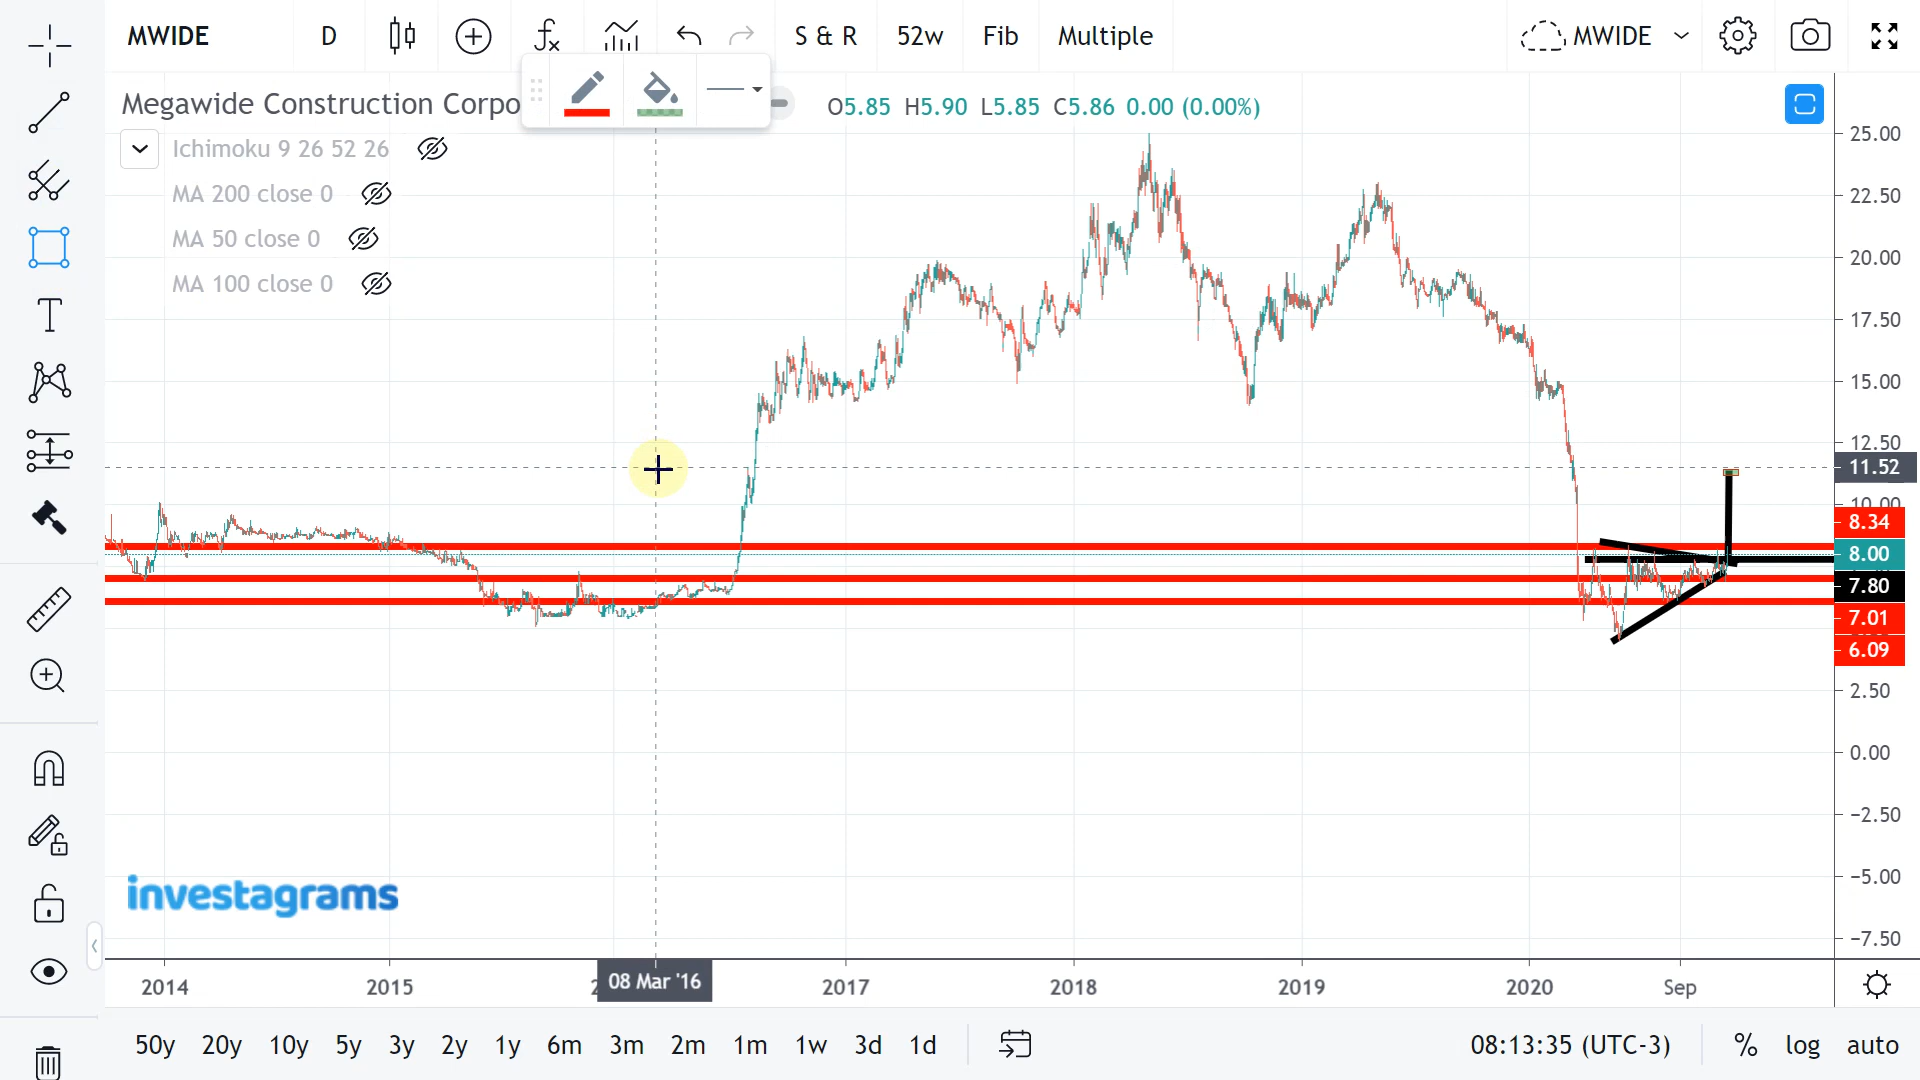 MWIDE D S & R 52w Fib Multiple MWIDE
Megawide Construction Corpo O5.85 H5.90 L5.85 C5.86 0.00 (0.00%)
Ichimoku 9 26 52 26
MA 200 close 0
MA 50 close 0
MA 100 close 0
25.00
22.50
20.00
17.50
15.00
12.50
11.52
10.00
8.34
8.00
7.80
7.01
6.09
2.50
0.00
−2.50
−5.00
−7.50
investagrams
2014 2015 08 Mar '16 2017 2018 2019 2020 Sep
50y 20y 10y 5y 3y 2y 1y 6m 3m 2m 1m 1w 3d 1d 08:13:35 (UTC-3) % log auto